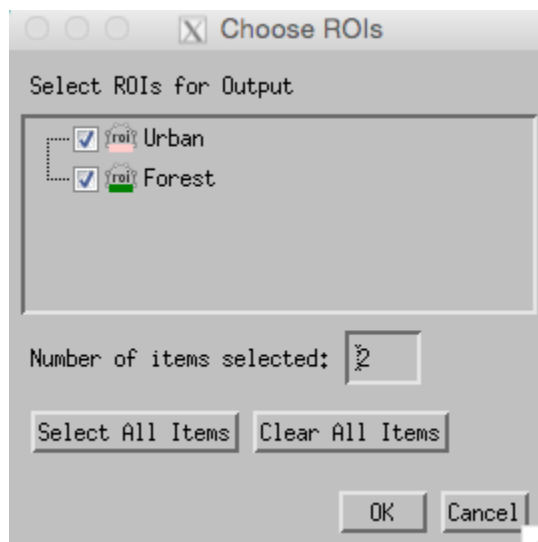 X Choose ROIs
Select ROIs for Output
roi Urban
roi Forest
Number of items selected: 2
Select All Items Clear All Items
OK Cancel